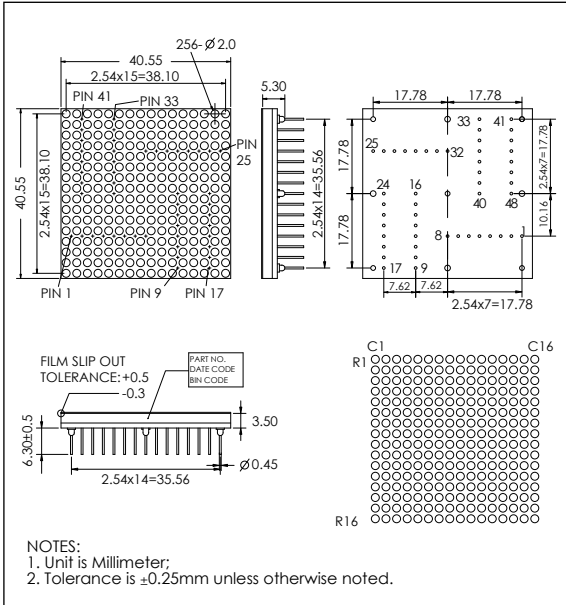 40.55
256-Ø2.0
2.54x15=38.10
PIN 41
PIN 33
PIN
25
40.55
2.54x15=38.10
PIN 1
PIN 9
PIN 17
5.30
2.54x14=35.56
17.78
17.78
33
41
25
32
17.78
2.54x7=17.78
24
16
40
48
17.78
10.16
8
1
17
9
7.62
7.62
2.54x7=17.78
FILM SLIP OUT
TOLERANCE:+0.5
-0.3
PART NO.
DATE CODE
BIN CODE
3.50
6.30±0.5
2.54x14=35.56
Ø0.45
C1
C16
R1
R16
NOTES:
1. Unit is Millimeter;
2. Tolerance is ±0.25mm unless otherwise noted.